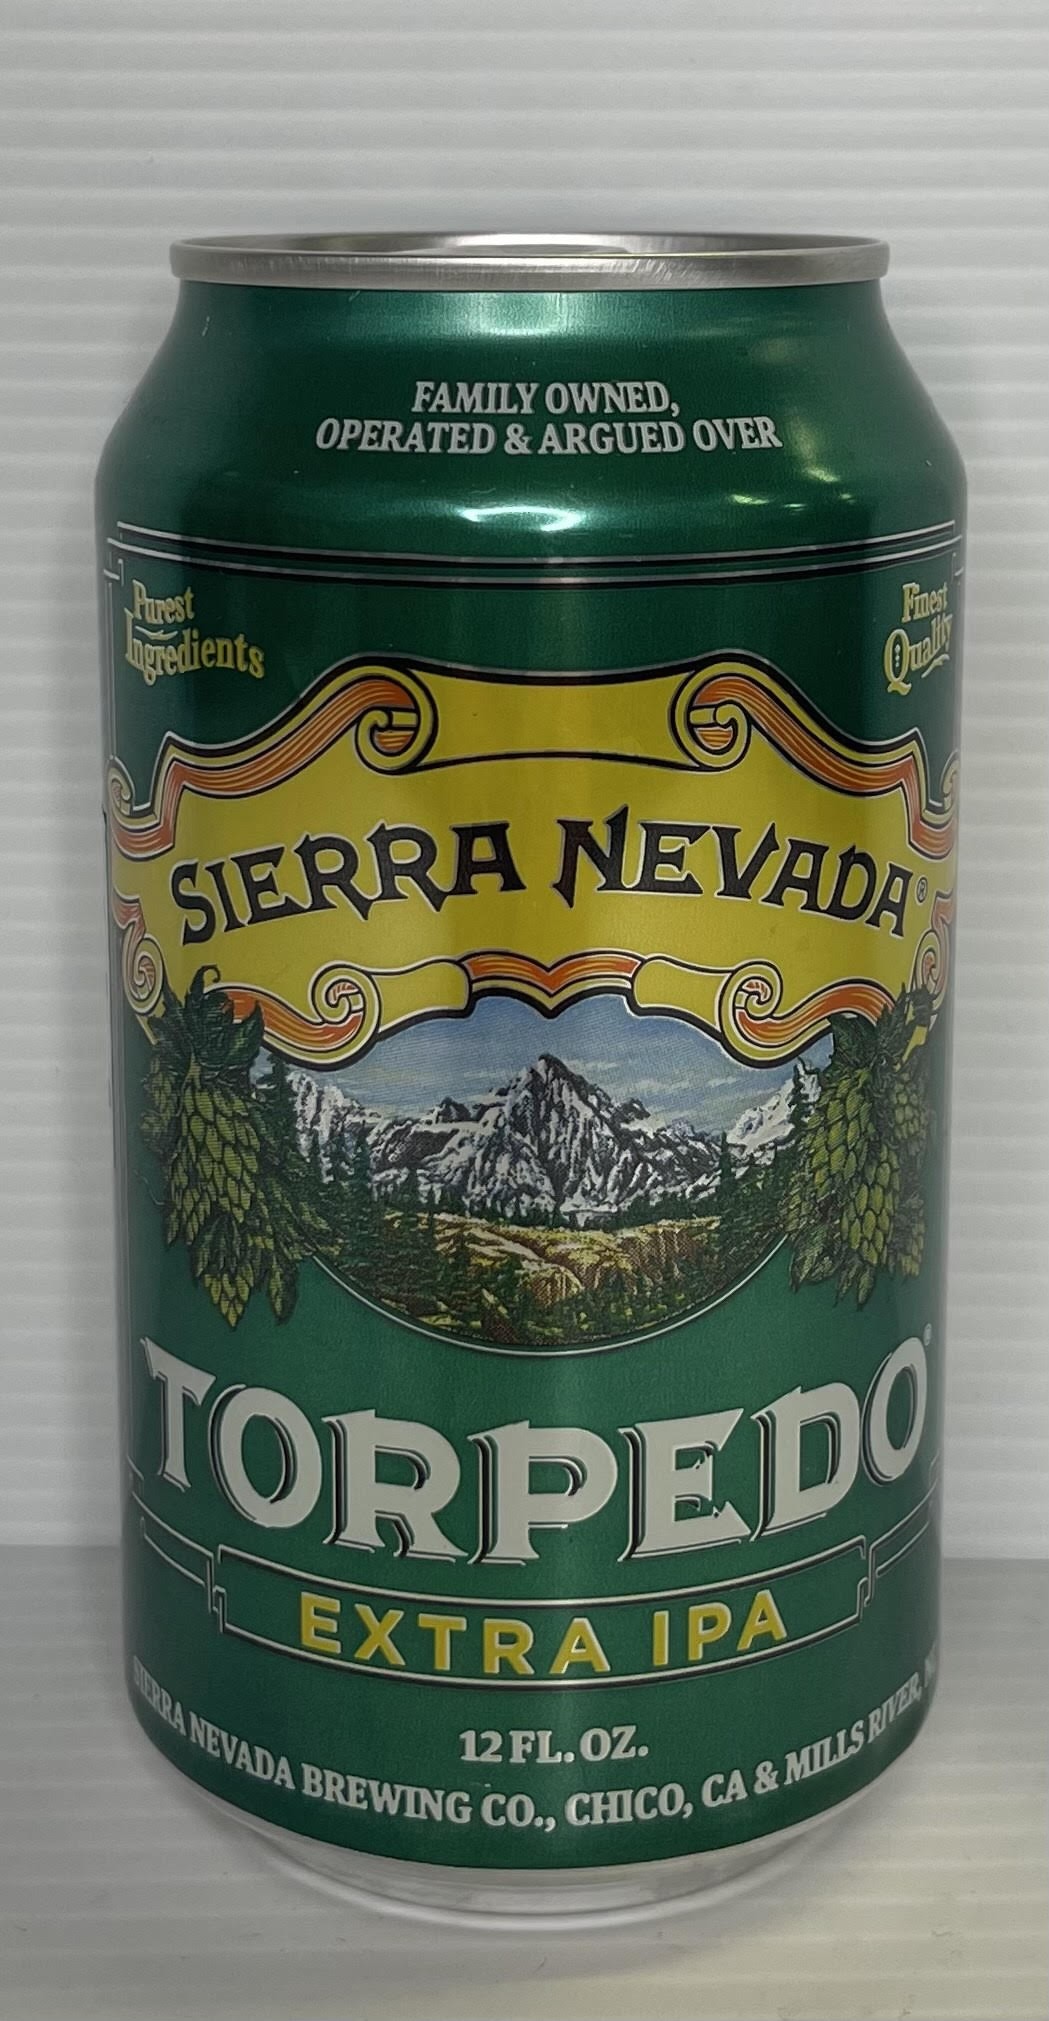 FAMILY OWNED,
OPERATED & ARGUED OVER
Purest
Ingredients
Finest
Quality
SIERRA NEVADA®
TORPEDO®
EXTRA IPA
12 FL. OZ.
SIERRA NEVADA BREWING CO., CHICO, CA & MILLS RIVER,